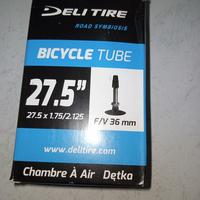 DELI TIRE
ROAD SYMBIOSIS
BICYCLE TUBE
27.5"
27.5 x 1.75/2.125
F/V 36 mm
www.delitire.com
Chambre À Air Dętka